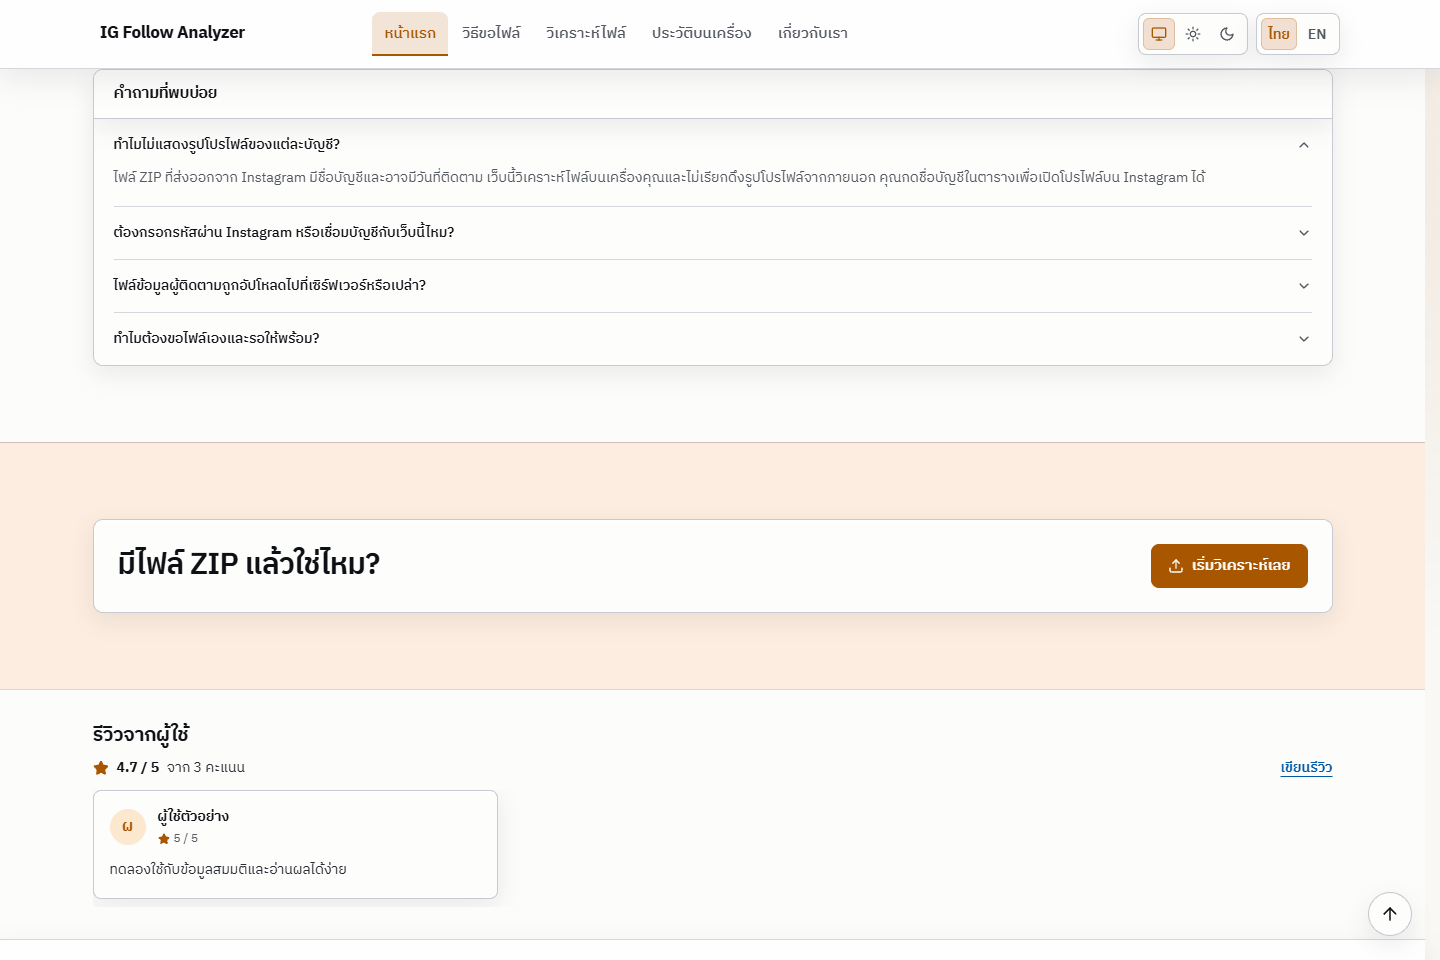 IG Follow Analyzer
หน้าแรก
วิธีขอไฟล์
วิเคราะห์ไฟล์
ประวัติบนเครื่อง
เกี่ยวกับเรา
ไทย
EN
คำถามที่พบบ่อย
ทำไมไม่แสดงรูปโปรไฟล์ของแต่ละบัญชี?
ไฟล์ ZIP ที่ส่งออกจาก Instagram มีชื่อบัญชีและอาจมีวันที่ติดตาม เว็บนี้วิเคราะห์ไฟล์บนเครื่องคุณและไม่เรียกดึงรูปโปรไฟล์จากภายนอก คุณกดชื่อบัญชีในตารางเพื่อเปิดโปรไฟล์บน Instagram ได้
ต้องกรอกรหัสผ่าน Instagram หรือเชื่อมบัญชีกับเว็บนี้ไหม?
ไฟล์ข้อมูลผู้ติดตามถูกอัปโหลดไปที่เซิร์ฟเวอร์หรือเปล่า?
ทำไมต้องขอไฟล์เองและรอให้พร้อม?
มีไฟล์ ZIP แล้วใช่ไหม?
เริ่มวิเคราะห์เลย
รีวิวจากผู้ใช้
4.7 / 5 จาก 3 คะแนน
เขียนรีวิว
ผ
ผู้ใช้ตัวอย่าง
5 / 5
ทดลองใช้กับข้อมูลสมมติและอ่านผลได้ง่าย